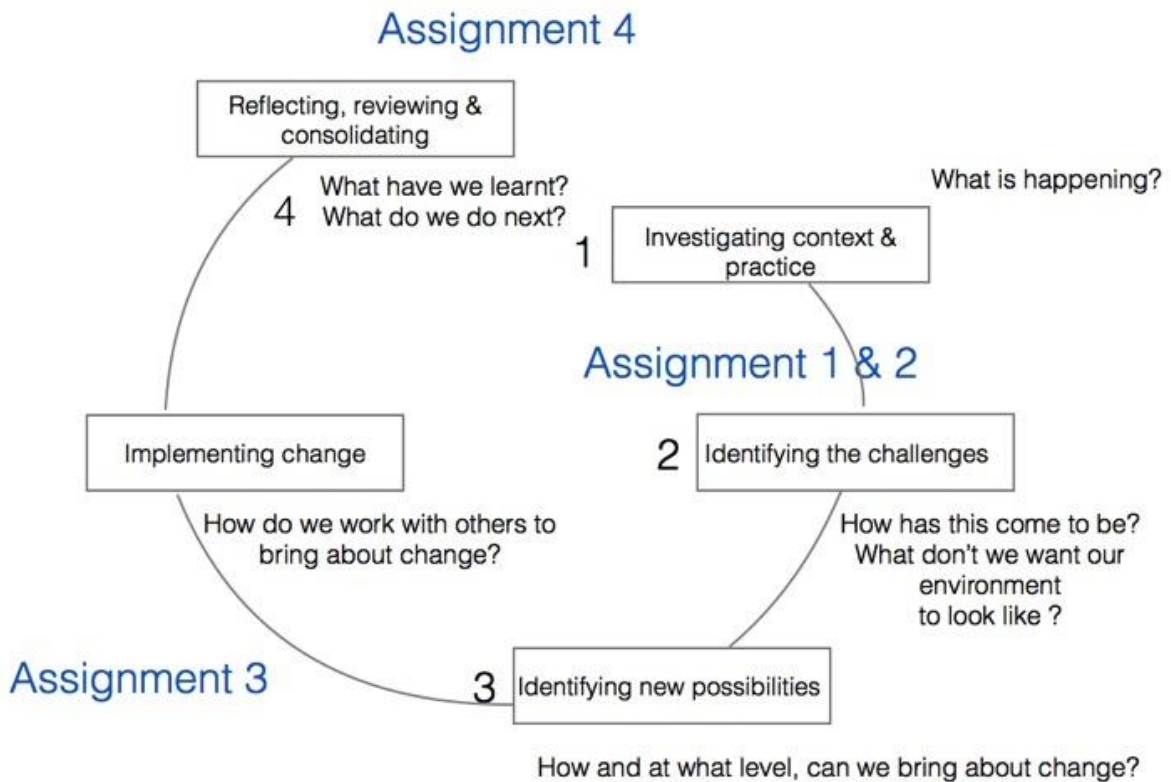 Assignment 4
Reflecting, reviewing &
consolidating
What have we learnt?
What do we do next?
4
What is happening?
1
Investigating context &
practice
Assignment 1 & 2
2
Identifying the challenges
How has this come to be?
What don't we want our
environment
to look like ?
3
Identifying new possibilities
How and at what level, can we bring about change?
Implementing change
How do we work with others to
bring about change?
Assignment 3